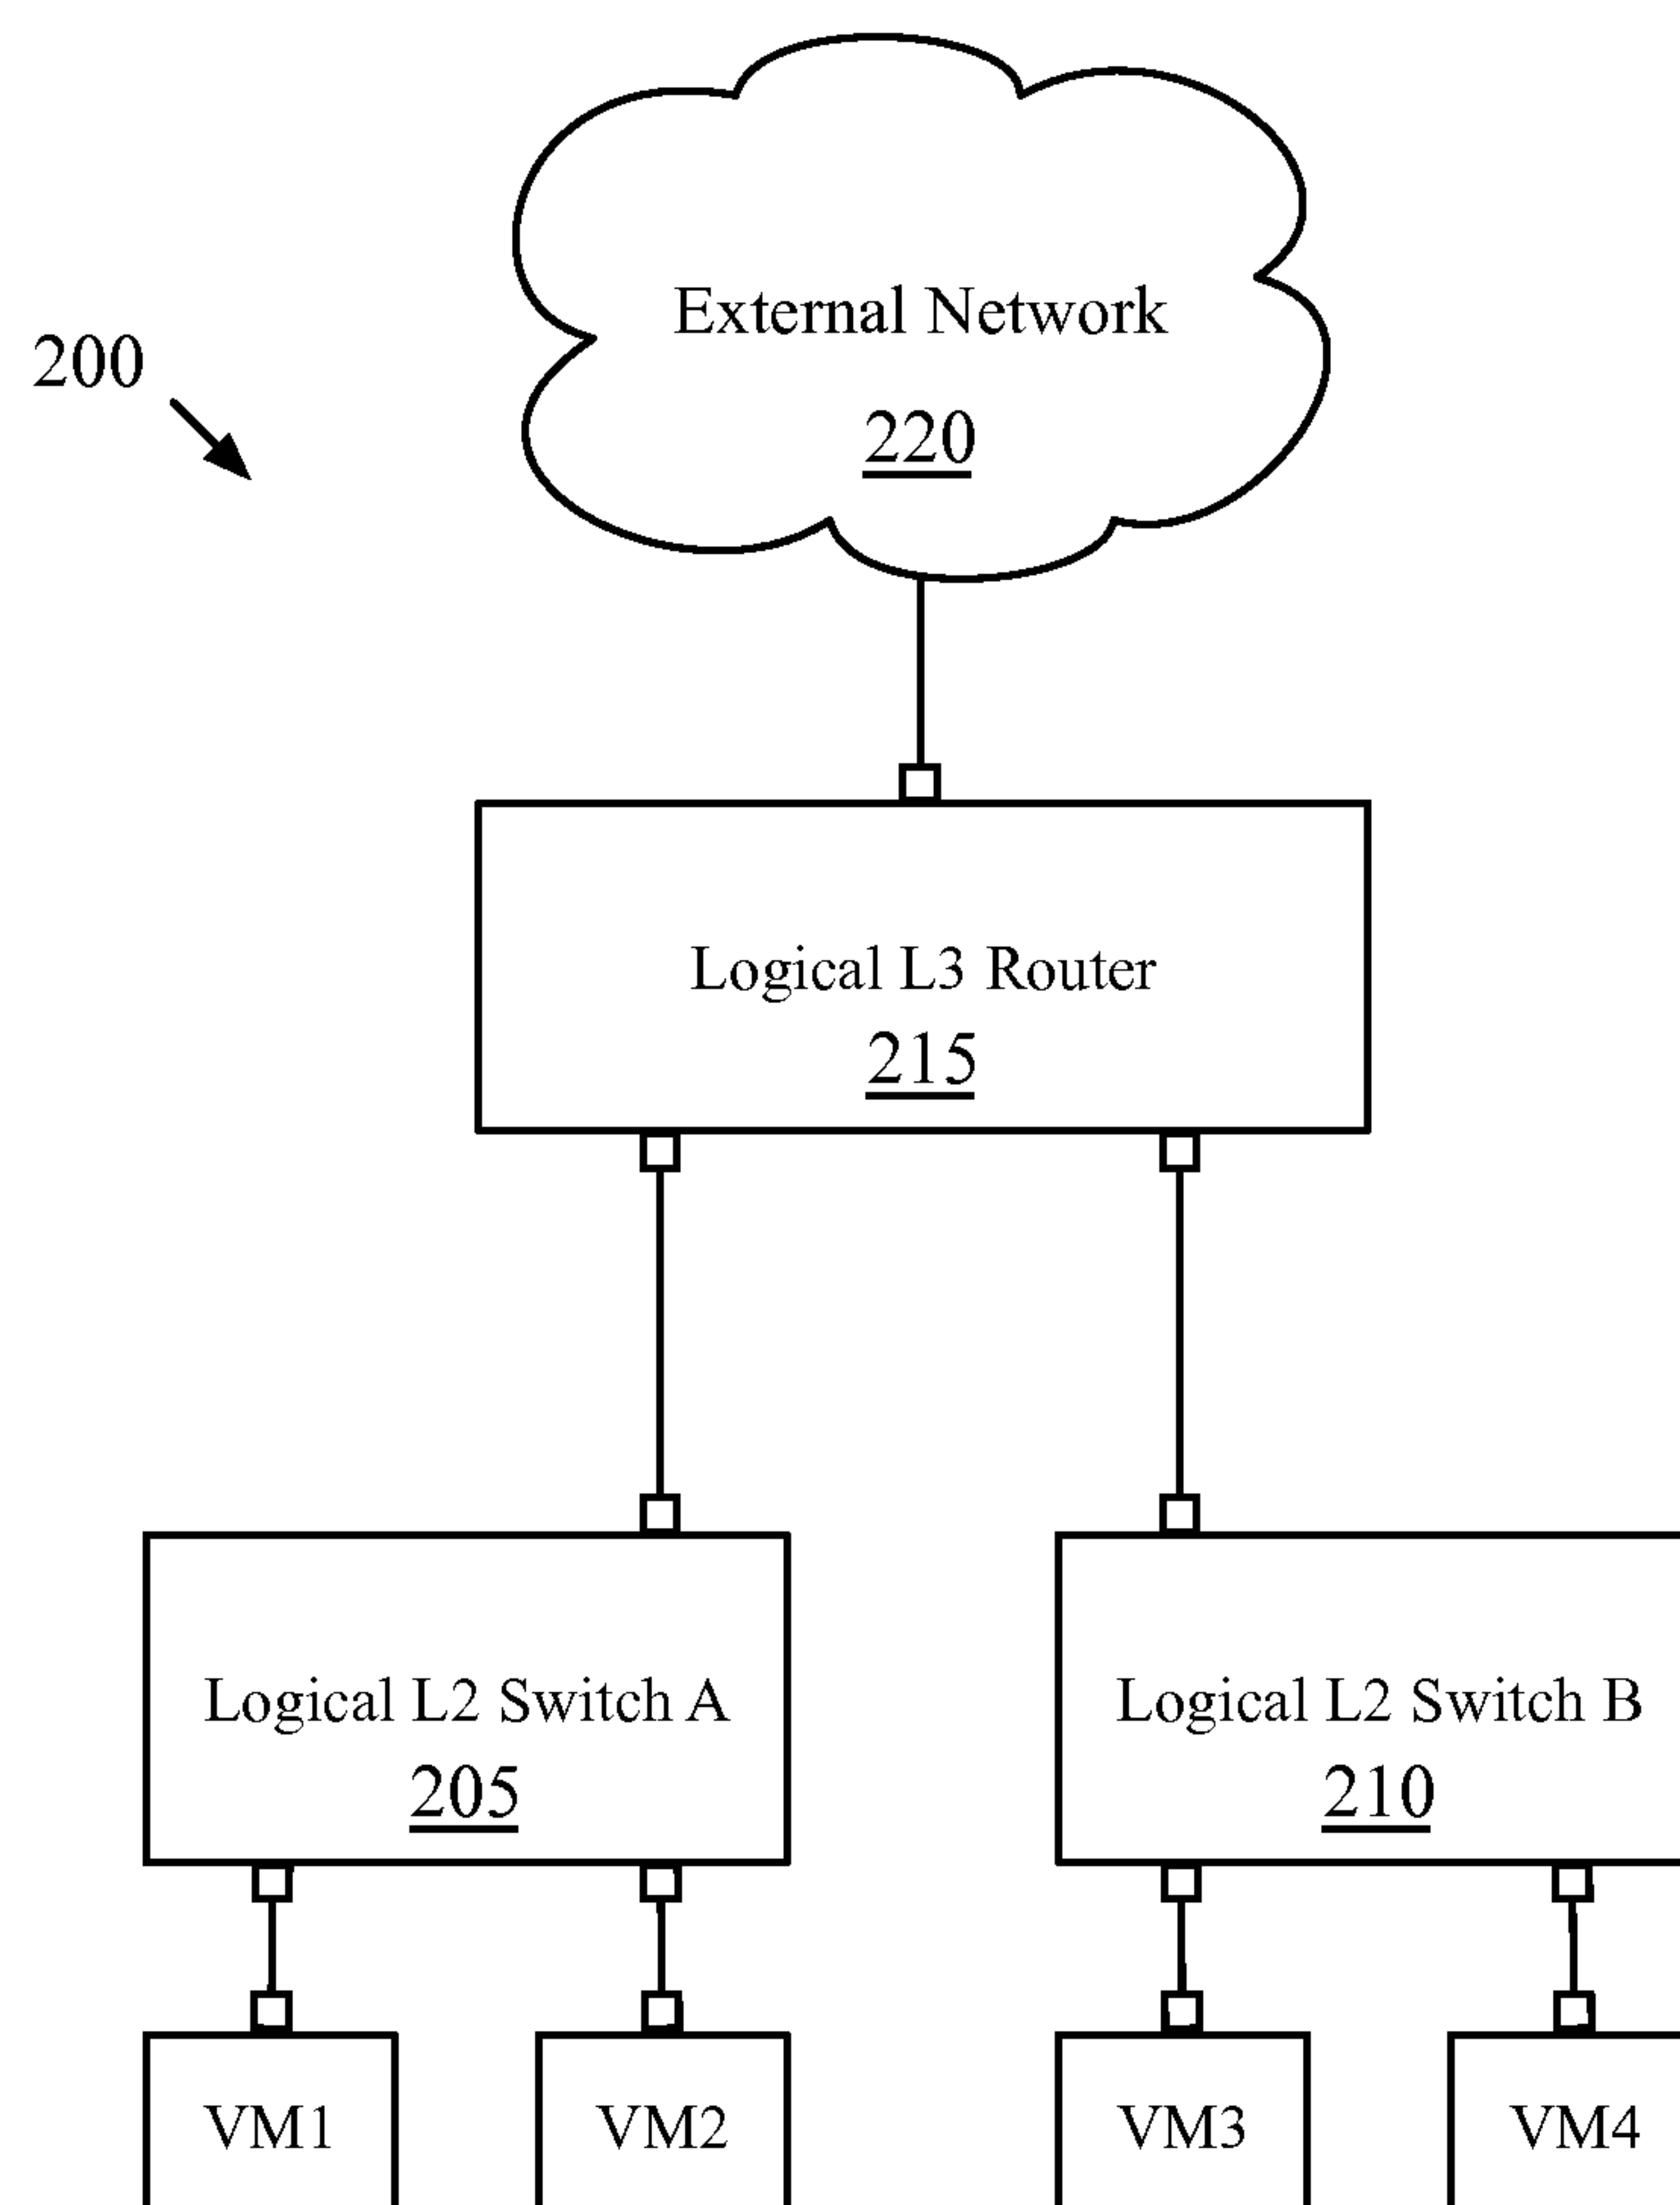 200
External Network
220
Logical L3 Router
215
Logical L2 Switch A
205
Logical L2 Switch B
210
VM1
VM2
VM3
VM4